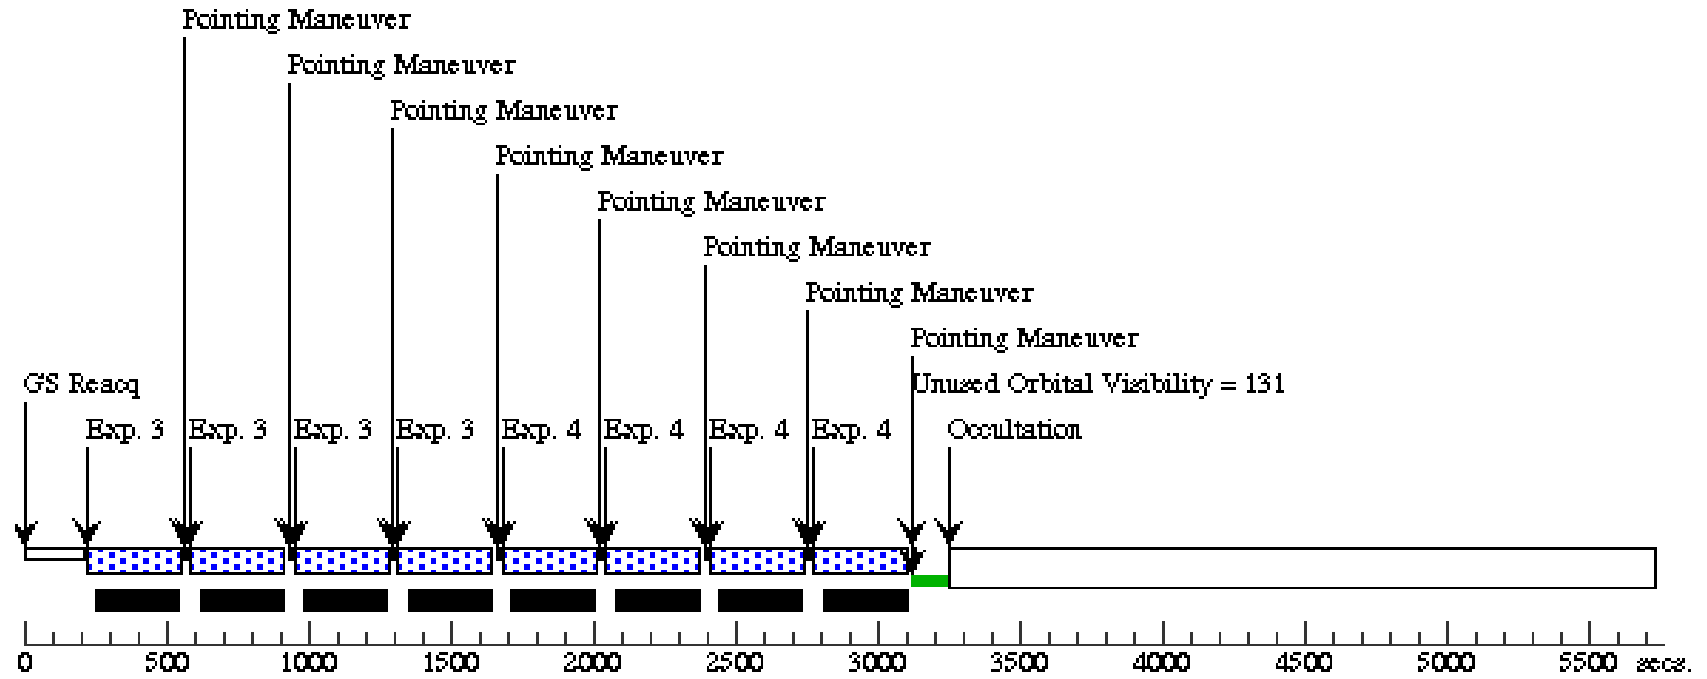 Pointing Maneuver
Pointing Maneuver
Pointing Maneuver
Pointing Maneuver
Pointing Maneuver
Pointing Maneuver
Pointing Maneuver
Pointing Maneuver
GS Reacq Unused Orbital Visibility = 131
Exp. 3 Exp. 3 Exp. 3 Exp. 3 Exp. 4 Exp. 4 Exp. 4 Exp. 4 Occultation
0 500 1000 1500 2000 2500 3000 3500 4000 4500 5000 5500 secs.